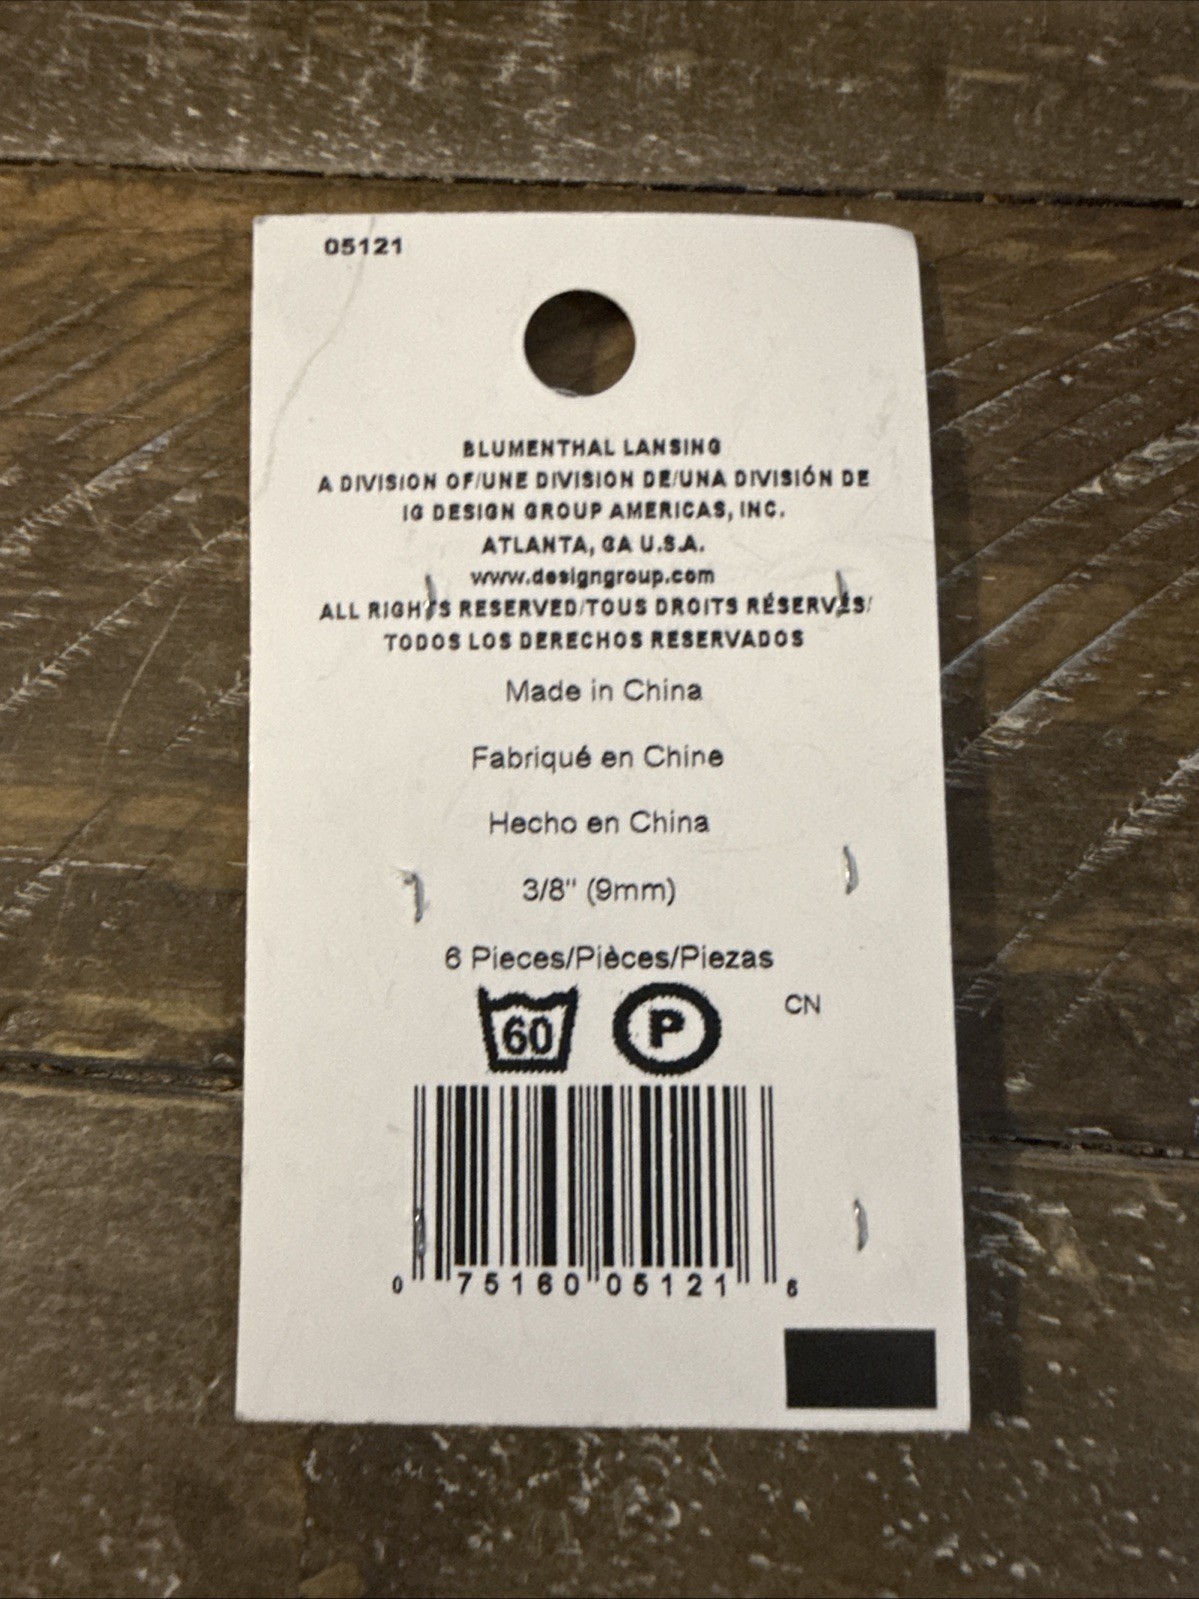 05121
BLUMENTHAL LANSING
A DIVISION OF/UNE DIVISION DE/UNA DIVISIÓN DE
IG DESIGN GROUP AMERICAS, INC.
ATLANTA, GA U.S.A.
www.designgroup.com
ALL RIGHTS RESERVED/TOUS DROITS RÉSERVÉS/
TODOS LOS DERECHOS RESERVADOS
Made in China
Fabriqué en Chine
Hecho en China
3/8" (9mm)
6 Pieces/Pièces/Piezas
60 P CN
0 75160 05121 6